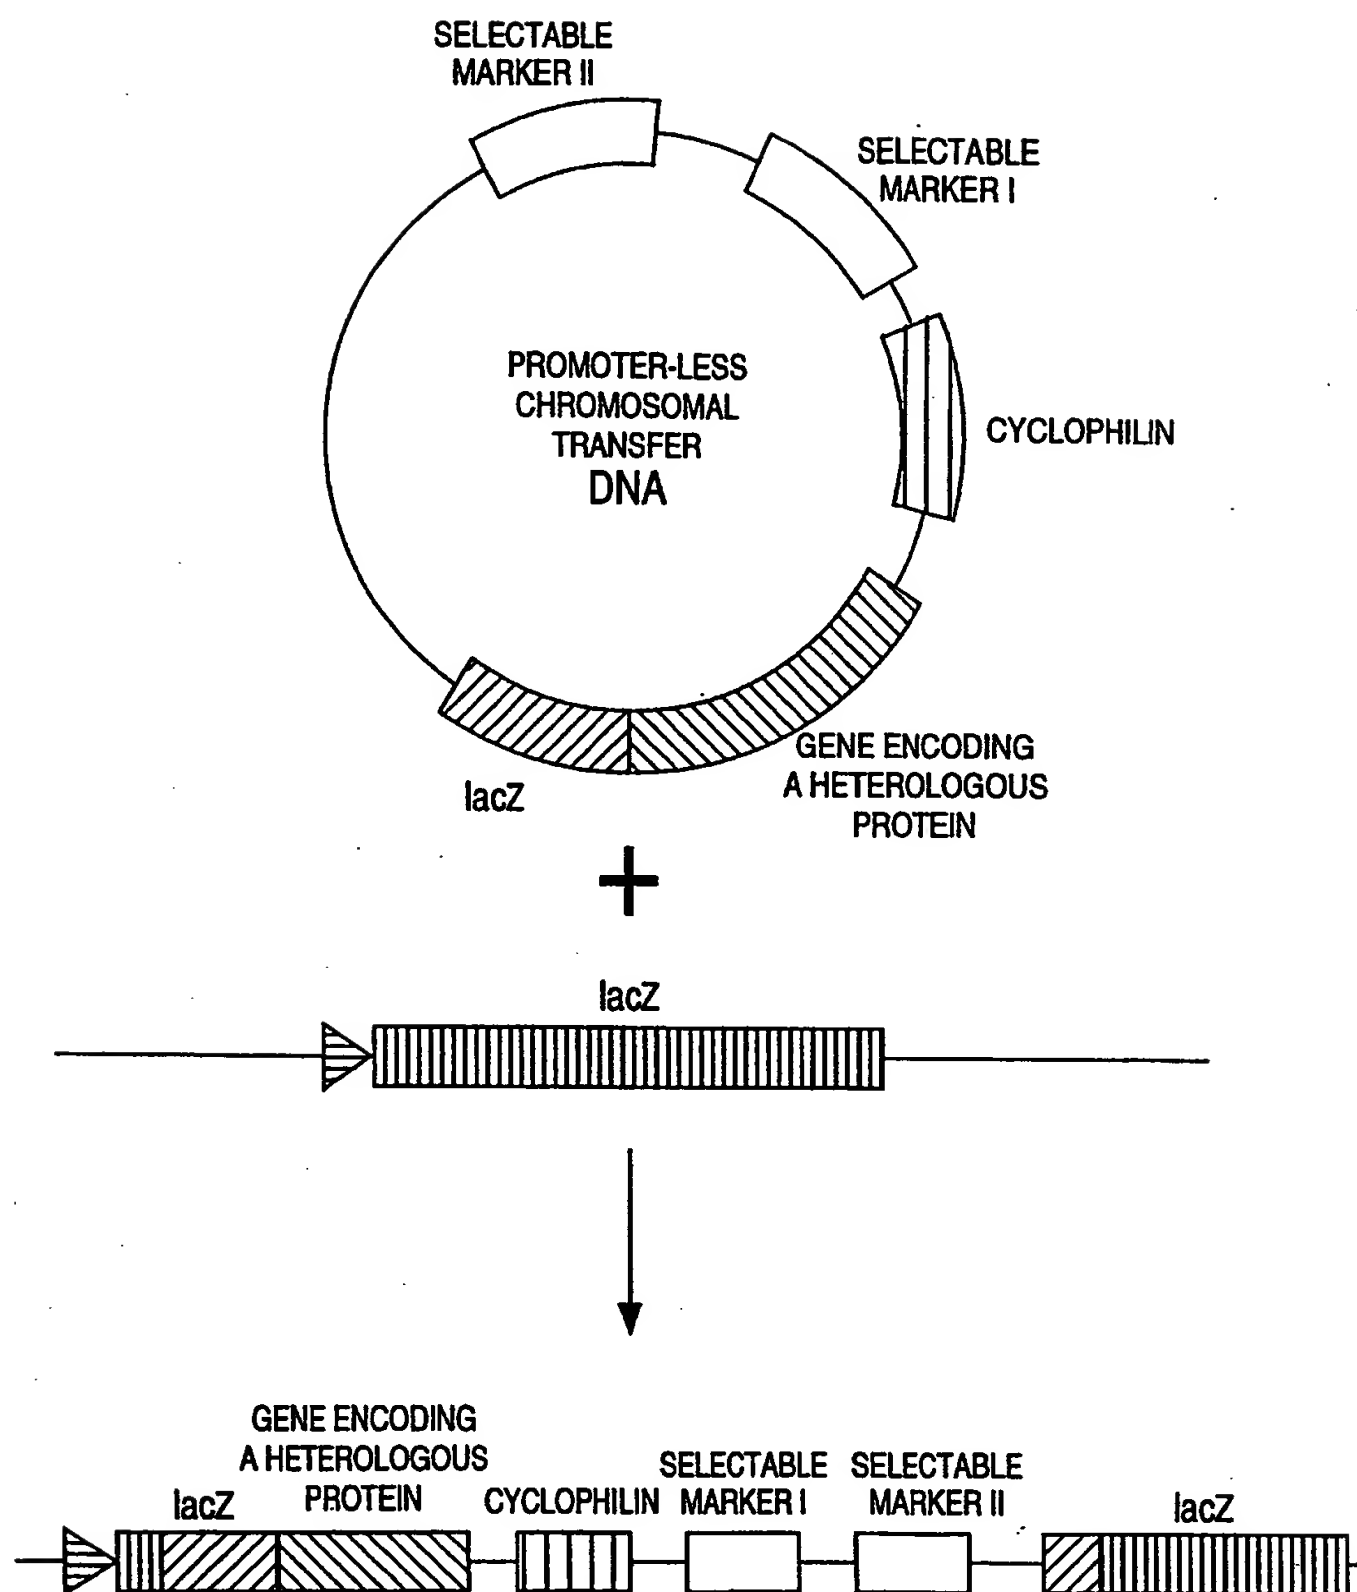 SELECTABLE
MARKER II
SELECTABLE
MARKER I
PROMOTER-LESS
CHROMOSOMAL
TRANSFER
DNA
CYCLOPHILIN
GENE ENCODING
A HETEROLOGOUS
PROTEIN
lacZ
+
lacZ
GENE ENCODING
A HETEROLOGOUS
PROTEIN
lacZ
CYCLOPHILIN
SELECTABLE
MARKER I
SELECTABLE
MARKER II
lacZ